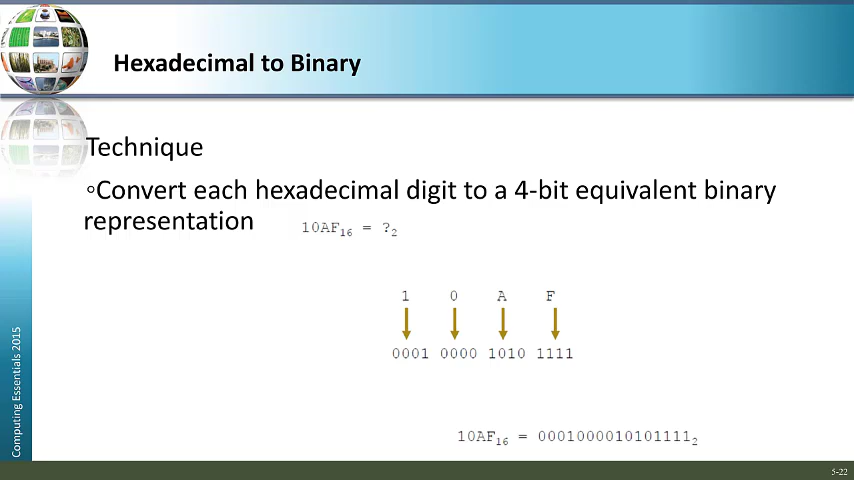 Hexadecimal to Binary
Technique
◦Convert each hexadecimal digit to a 4-bit equivalent binary
representation
10AF₁₆ = ?₂
1 0 A F
0001 0000 1010 1111
10AF₁₆ = 0001000010101111₂
Computing Essentials 2015
5-22